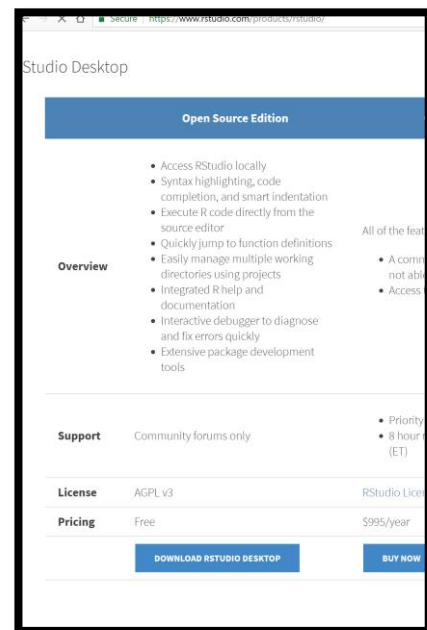 Secure | https://www.rstudio.com/products/rstudio/
Studio Desktop
Open Source Edition
Overview
• Access RStudio locally
• Syntax highlighting, code
completion, and smart indentation
• Execute R code directly from the
source editor
• Quickly jump to function definitions
• Easily manage multiple working
directories using projects
• Integrated R help and
documentation
• Interactive debugger to diagnose
and fix errors quickly
• Extensive package development
tools
All of the feat
• A comm
not able
• Access
Support
Community forums only
• Priority
• 8 hour
(ET)
License AGPL v3 RStudio Licen
Pricing Free $995/year
DOWNLOAD RSTUDIO DESKTOP BUY NOW